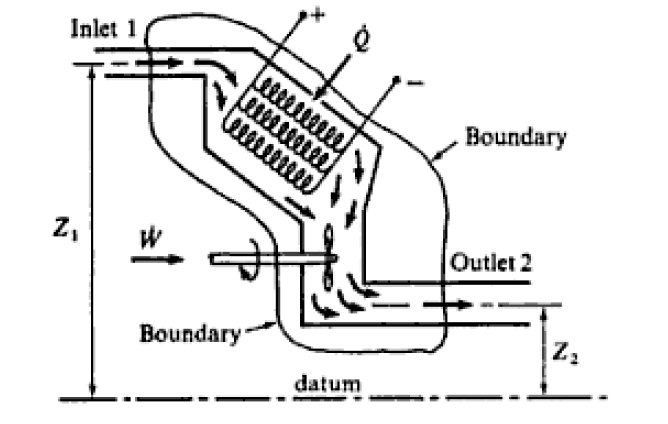 Inlet 1
+
Q̇
−
Boundary
Z₁
Ẇ
Outlet 2
Boundary
Z₂
datum